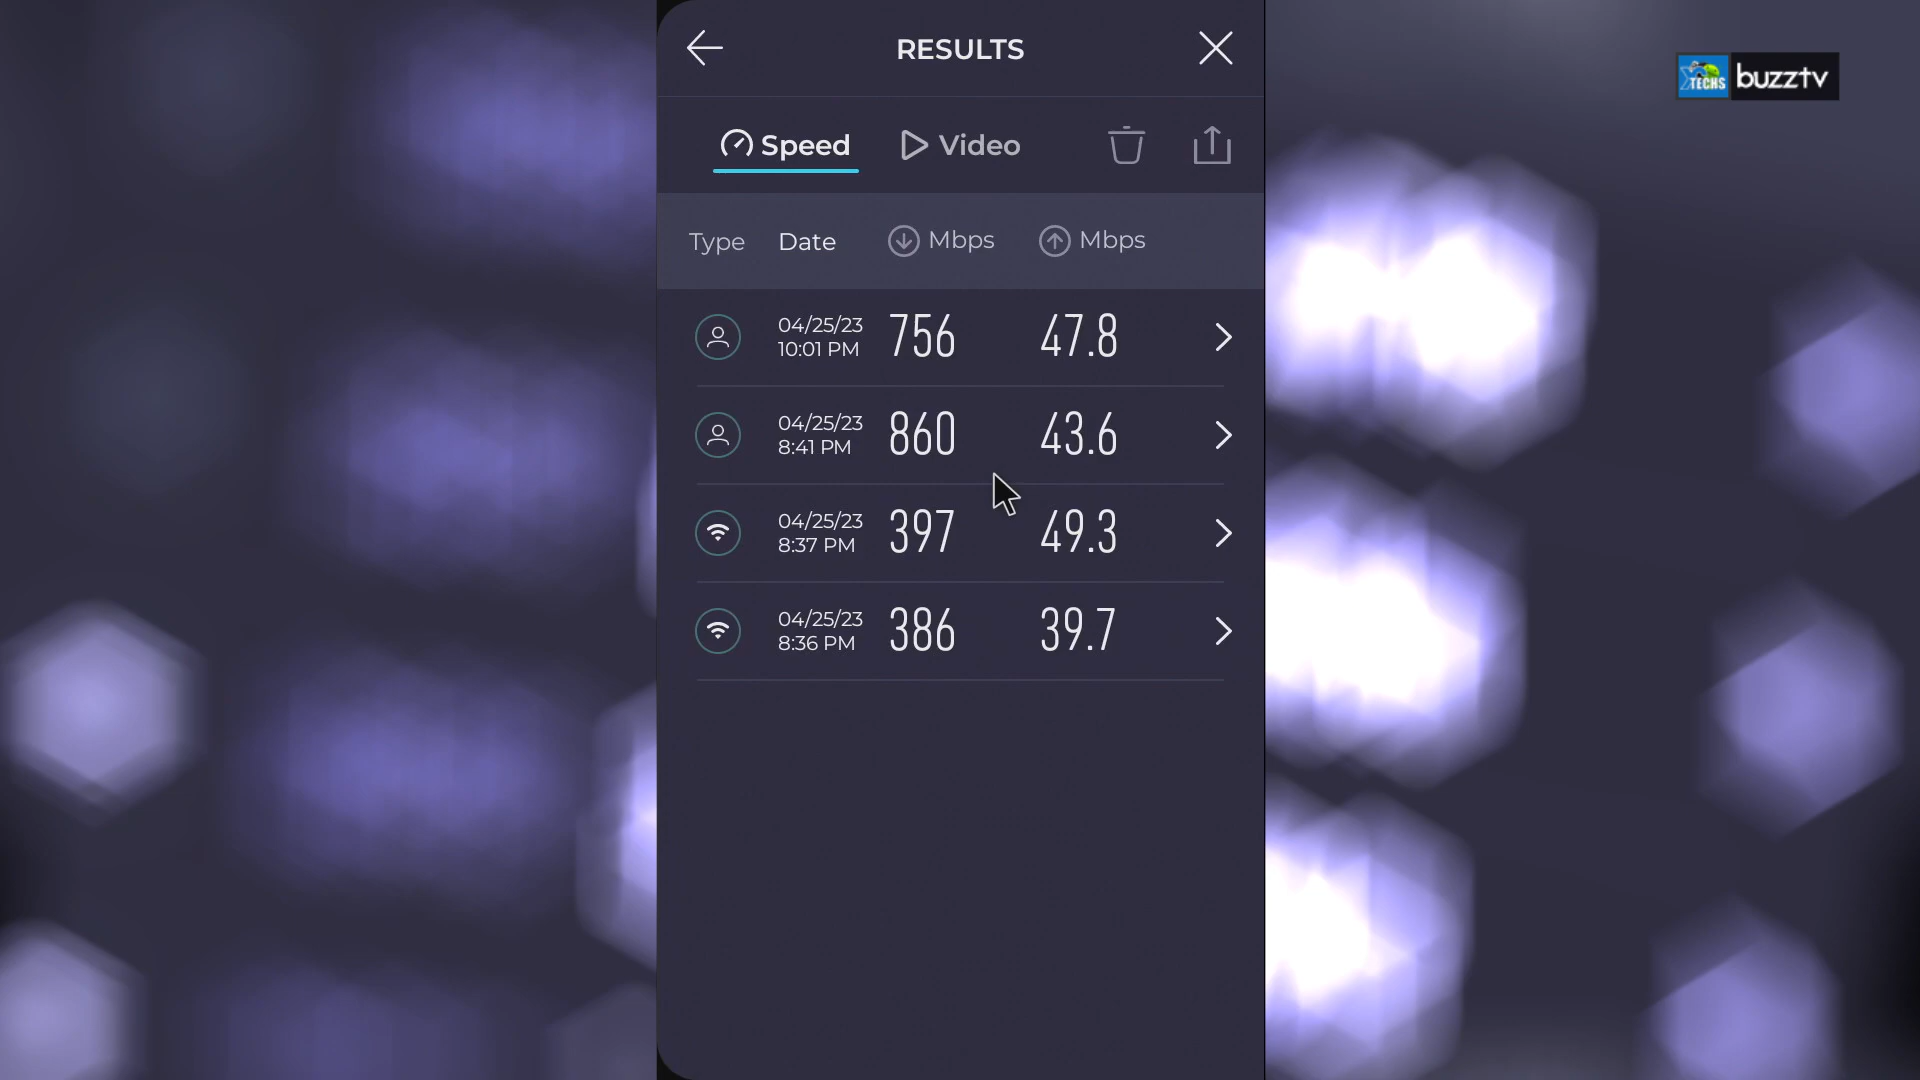 RESULTS
TECHS buzztv
Speed Video
Type Date Mbps Mbps
04/25/23 756 47.8
10:01 PM
04/25/23 860 43.6
8:41 PM
04/25/23 397 49.3
8:37 PM
04/25/23 386 39.7
8:36 PM